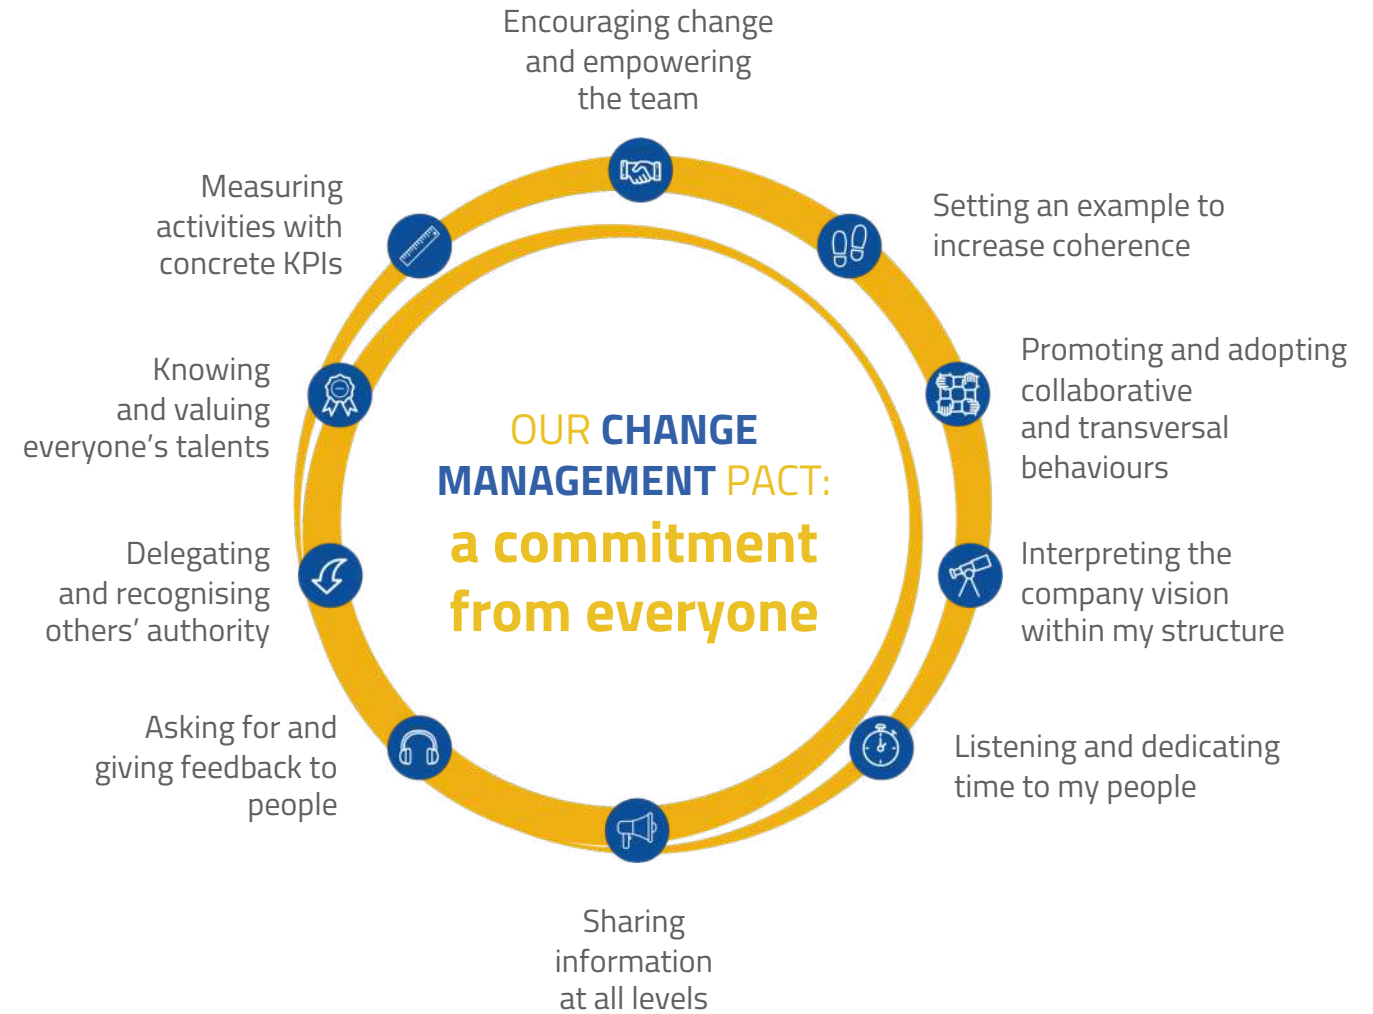 Encouraging change
and empowering
the team
Setting an example to
increase coherence
Promoting and adopting
collaborative
and transversal
behaviours
Interpreting the
company vision
within my structure
Listening and dedicating
time to my people
Sharing
information
at all levels
Asking for and
giving feedback to
people
Delegating
and recognising
others’ authority
Knowing
and valuing
everyone’s talents
Measuring
activities with
concrete KPIs
OUR CHANGE
MANAGEMENT PACT:
a commitment
from everyone